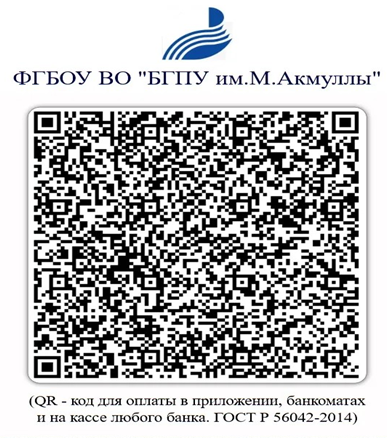 ФГБОУ ВО "БГПУ им.М.Акмуллы"
(QR - код для оплаты в приложении, банкоматах
и на кассе любого банка. ГОСТ Р 56042-2014)